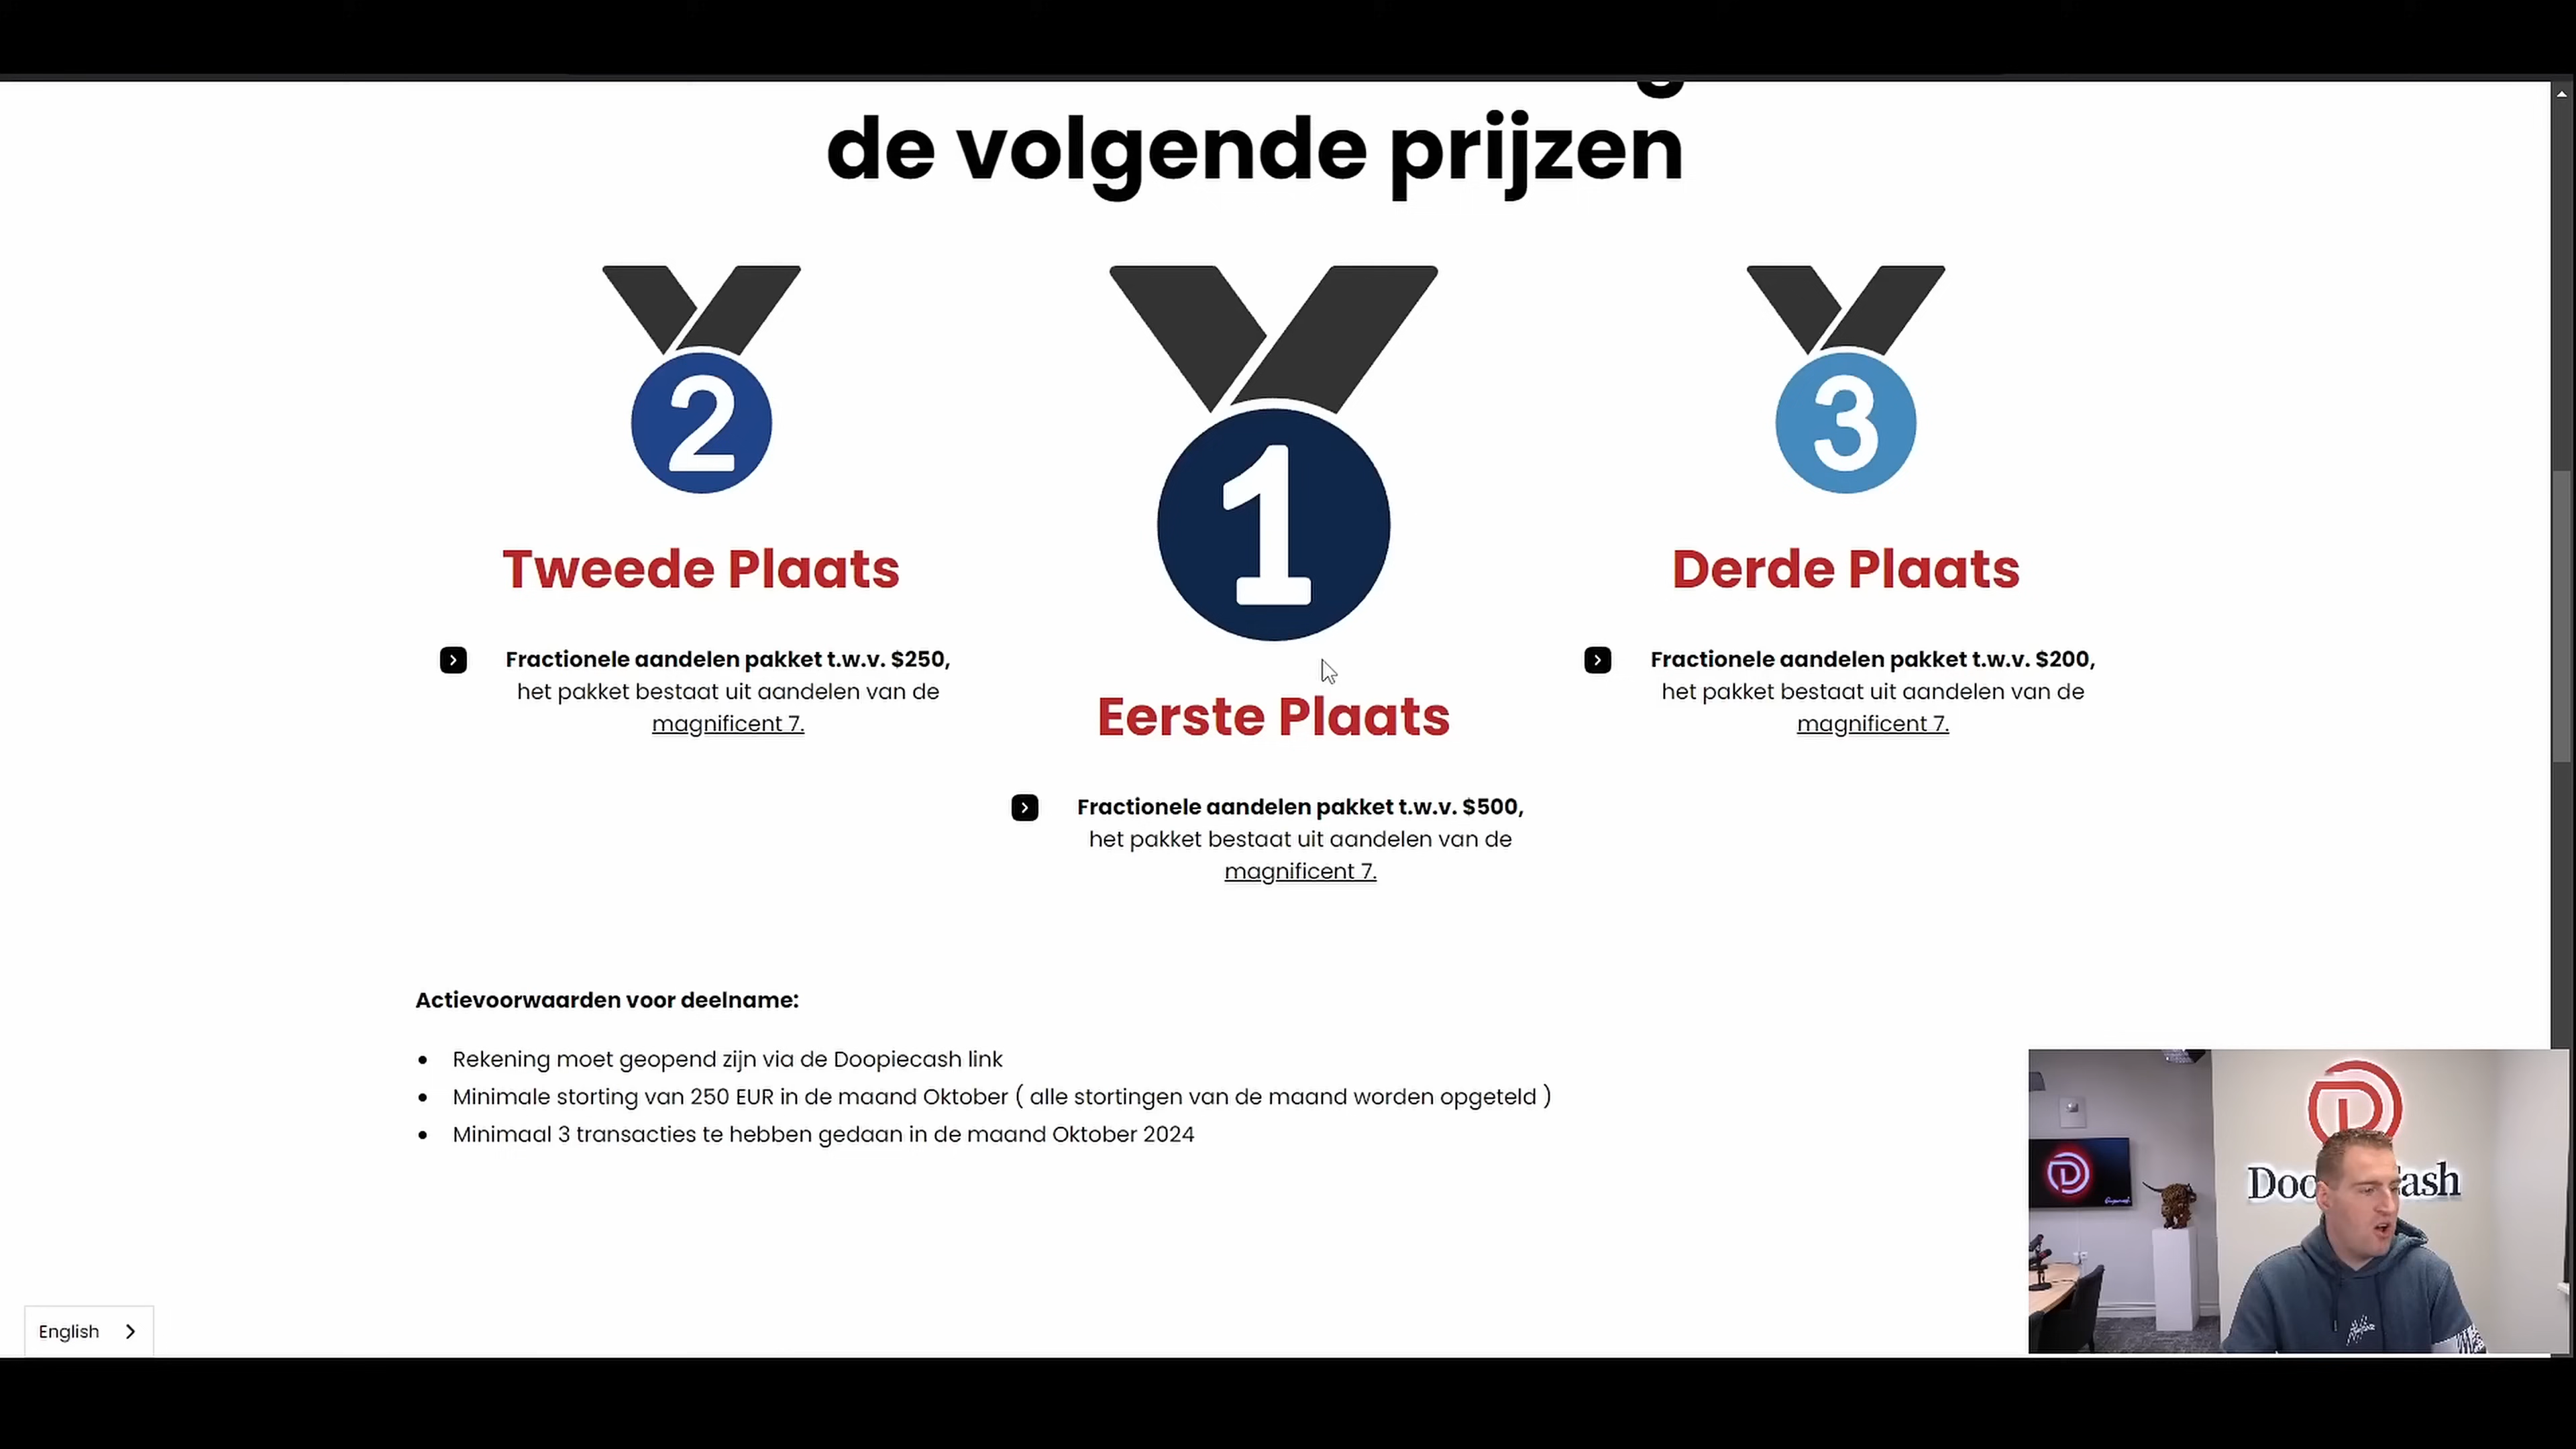 de volgende prijzen
2
Tweede Plaats
Fractionele aandelen pakket t.w.v. $250,
het pakket bestaat uit aandelen van de
magnificent 7.
1
Eerste Plaats
Fractionele aandelen pakket t.w.v. $500,
het pakket bestaat uit aandelen van de
magnificent 7.
3
Derde Plaats
Fractionele aandelen pakket t.w.v. $200,
het pakket bestaat uit aandelen van de
magnificent 7.
Actievoorwaarden voor deelname:
• Rekening moet geopend zijn via de Doopiecash link
• Minimale storting van 250 EUR in de maand Oktober ( alle stortingen van de maand worden opgeteld )
• Minimaal 3 transacties te hebben gedaan in de maand Oktober 2024
English